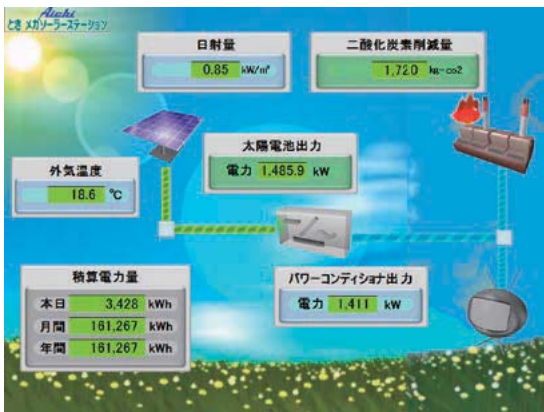 Aichi
とき メガソーラーステーション
日射量
0.85 kW/㎡
二酸化炭素削減量
1,720 kg-co2
太陽電池出力
電力 1,485.9 kW
外気温度
18.6 ℃
積算電力量
本日 3,428 kWh
月間 161,267 kWh
年間 161,267 kWh
パワーコンディショナ出力
電力 1,411 kW